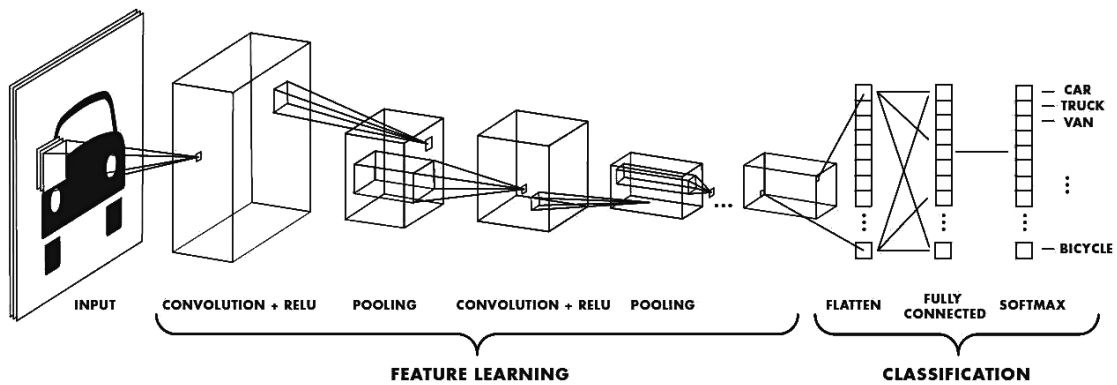 CAR
TRUCK
VAN
BICYCLE
INPUT
CONVOLUTION + RELU
POOLING
CONVOLUTION + RELU
POOLING
FLATTEN
FULLY
CONNECTED
SOFTMAX
FEATURE LEARNING
CLASSIFICATION